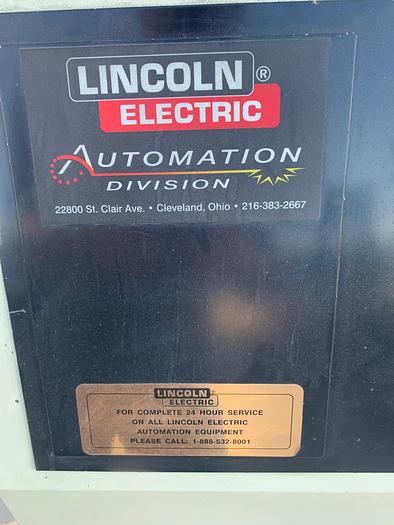 LINCOLN ®
ELECTRIC
AUTOMATION
DIVISION
22800 St. Clair Ave. • Cleveland, Ohio • 216-383-2667
LINCOLN
ELECTRIC
FOR COMPLETE 24 HOUR SERVICE
ON ALL LINCOLN ELECTRIC
AUTOMATION EQUIPMENT
PLEASE CALL: 1-888-532-8001